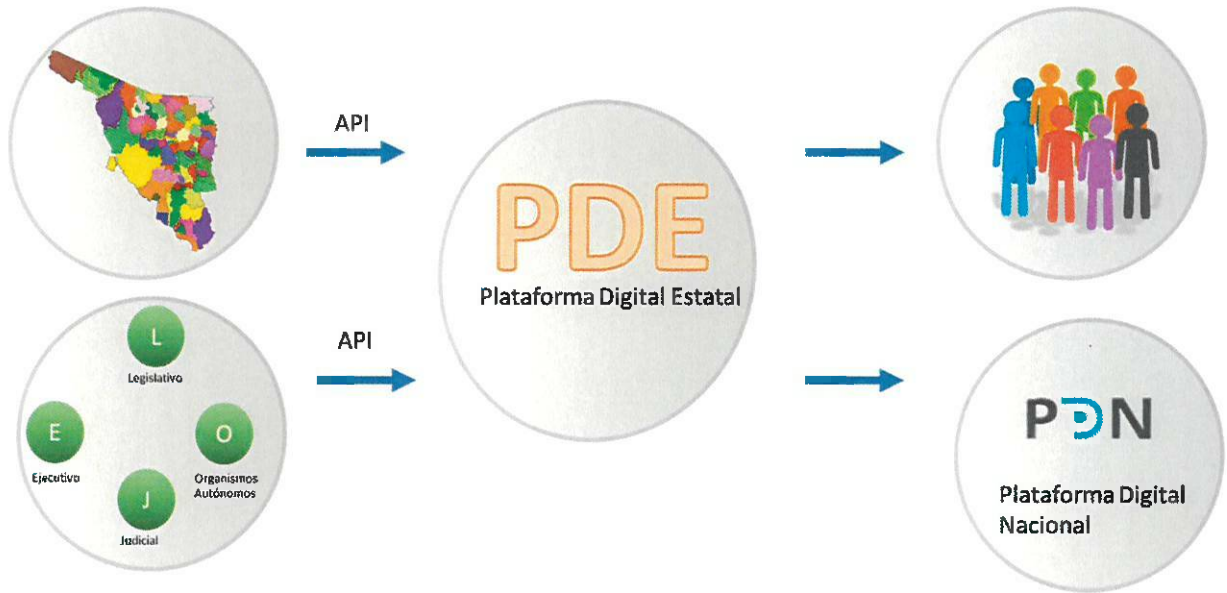 API
PDE
Plataforma Digital Estatal
L
Legislativo
E
Ejecutivo
O
Organismos
Autónomos
J
Judicial
API
PDN
Plataforma Digital
Nacional